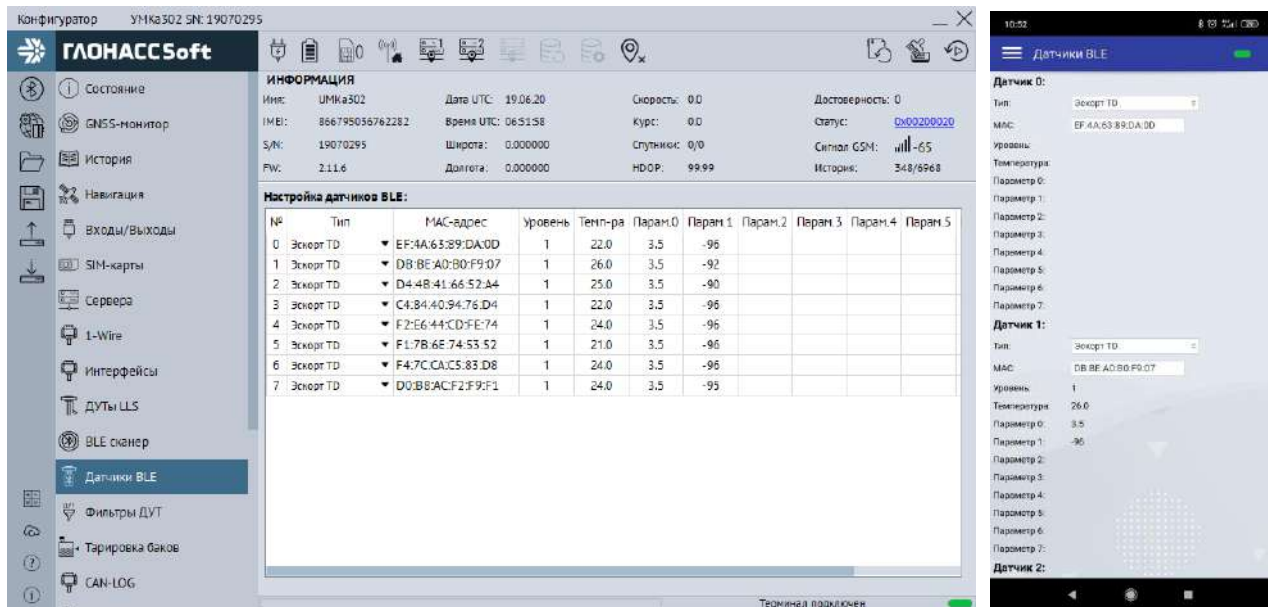 Конфигуратор УМКа302 SN: 19070295
ГЛОНАССSoft
Состояние
GNSS-монитор
История
Навигация
Входы/Выходы
SIM-карты
Сервера
1-Wire
Интерфейсы
ДУТы LLS
BLE сканер
Датчики BLE
Фильтры ДУТ
Тарировка баков
CAN-LOG
ИНФОРМАЦИЯ
Имя: UMKa302 Дата UTC: 19.06.20 Скорость: 0.0 Достоверность: 0
IMEI: 866795036762282 Время UTC: 06:51:58 Курс: 0.0 Статус: 0x00200020
S/N: 19070295 Широта: 0.000000 Спутники: 0/0 Сигнал GSM: -65
FW: 2.11.6 Долгота: 0.000000 HDOP: 99.99 История: 348/6968
Настройка датчиков BLE:
№ Тип MAC-адрес Уровень Темп-ра Парам.0 Парам.1 Парам.2 Парам.3 Парам.4 Парам.5
0 Эскорт TD EF:4A:63:89:DA:0D 1 22.0 3.5 -96
1 Эскорт TD DB:BE:A0:B0:F9:07 1 26.0 3.5 -92
2 Эскорт TD D4:4B:41:66:52:A4 1 25.0 3.5 -90
3 Эскорт TD C4:84:40:94:76:D4 1 22.0 3.5 -96
4 Эскорт TD F2:E6:44:CD:FE:74 1 24.0 3.5 -96
5 Эскорт TD F1:7B:6E:74:53:52 1 21.0 3.5 -96
6 Эскорт TD F4:7C:CA:C5:83:D8 1 24.0 3.5 -96
7 Эскорт TD D0:B8:AC:F2:F9:F1 1 24.0 3.5 -95
Терминал подключен
10:52
Датчики BLE
Датчик 0:
Тип: Эскорт TD
MAC: EF:4A:63:89:DA:0D
Уровень:
Температура:
Параметр 0:
Параметр 1:
Параметр 2:
Параметр 3:
Параметр 4:
Параметр 5:
Параметр 6:
Параметр 7:
Датчик 1:
Тип: Эскорт TD
MAC: DB:BE:A0:B0:F9:07
Уровень: 1
Температура: 26.0
Параметр 0: 3.5
Параметр 1: -96
Параметр 2:
Параметр 3:
Параметр 4:
Параметр 5:
Параметр 6:
Параметр 7:
Датчик 2: